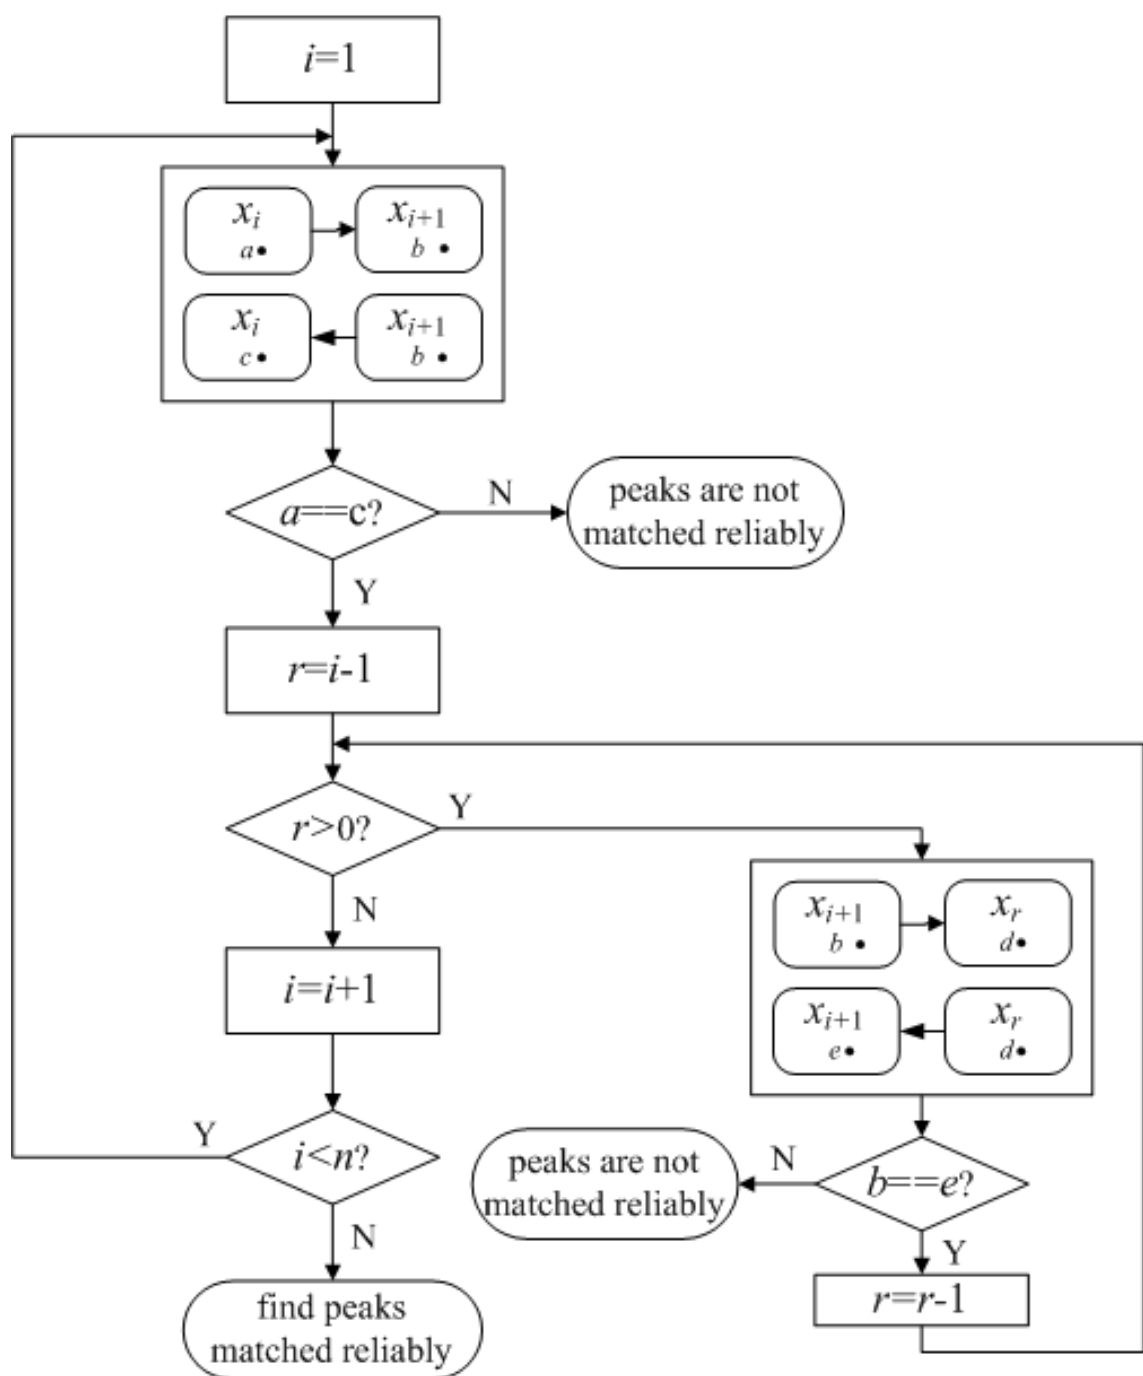 i=1
x_i x_{i+1}
a• b •
x_i x_{i+1}
c• b •
a==c?
N
peaks are not
matched reliably
Y
r=i-1
r>0?
Y
N
x_{i+1} x_r
b • d•
x_{i+1} x_r
e• d•
i=i+1
i<n?
Y
N
b==e?
N
peaks are not
matched reliably
Y
r=r-1
find peaks
matched reliably